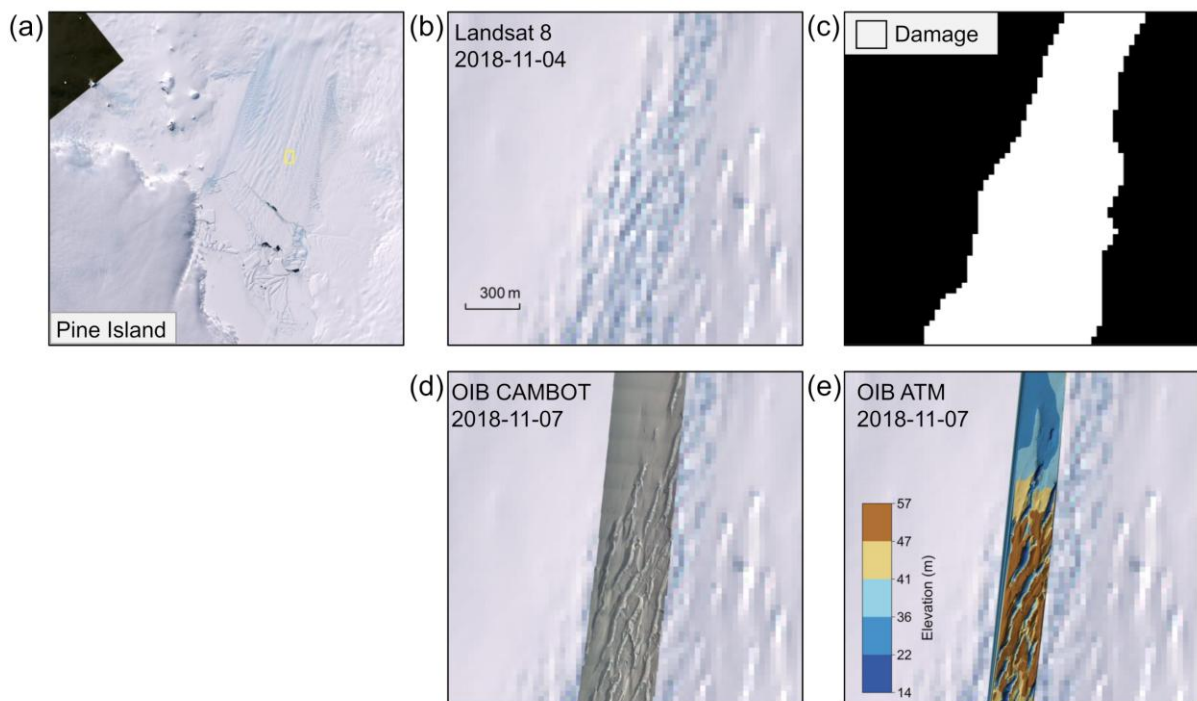 (a)
Pine Island
(b)
Landsat 8
2018-11-04
300 m
(c)
Damage
(d)
OIB CAMBOT
2018-11-07
(e)
OIB ATM
2018-11-07
57
47
41
36
22
14
Elevation (m)